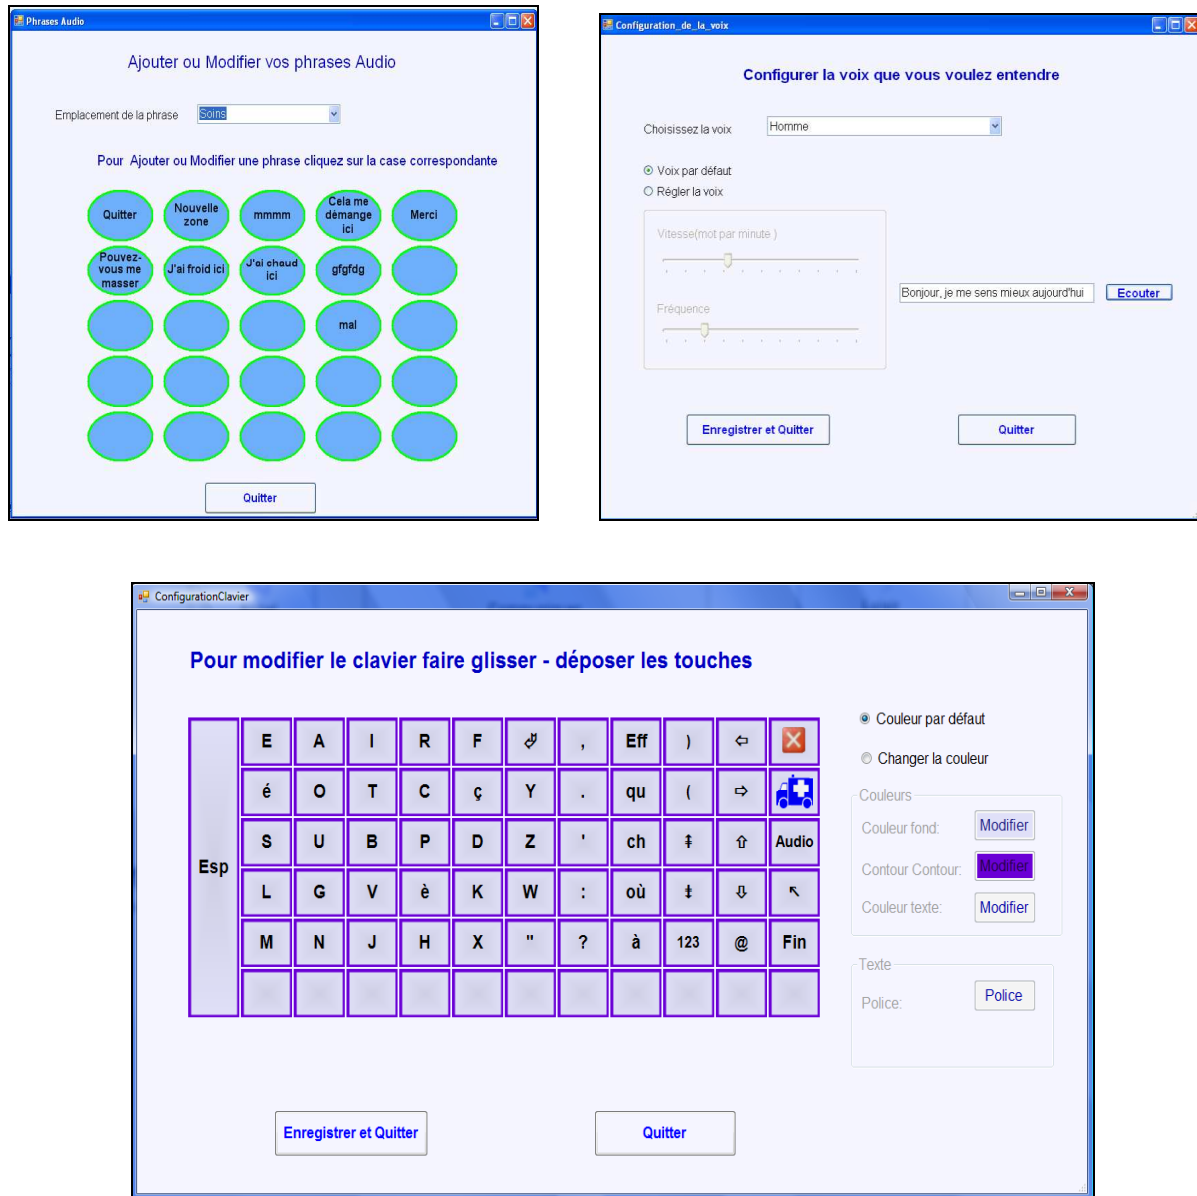 Phrases Audio
Ajouter ou Modifier vos phrases Audio
Emplacement de la phrase Soins
Pour Ajouter ou Modifier une phrase cliquez sur la case correspondante
Quitter
Nouvelle
zone
mmmm
Cela me
démange
ici
Merci
Pouvez-
vous me
masser
J'ai froid ici
J'ai chaud
ici
gfgfdg
mal
Quitter
Configuration_de_la_voix
Configurer la voix que vous voulez entendre
Choisissez la voix Homme
Voix par défaut
Régler la voix
Vitesse(mot par minute )
Fréquence
Bonjour, je me sens mieux aujourd'hui Ecouter
Enregistrer et Quitter Quitter
ConfigurationClavier
Pour modifier le clavier faire glisser - déposer les touches
Esp
E A I R F , Eff )
é O T C ç Y . qu (
S U B P D Z ' ch Audio
L G V è K W : où
M N J H X " ? à 123 @ Fin
Couleur par défaut
Changer la couleur
Couleurs
Couleur fond: Modifier
Contour Contour: Modifier
Couleur texte: Modifier
Texte
Police: Police
Enregistrer et Quitter Quitter